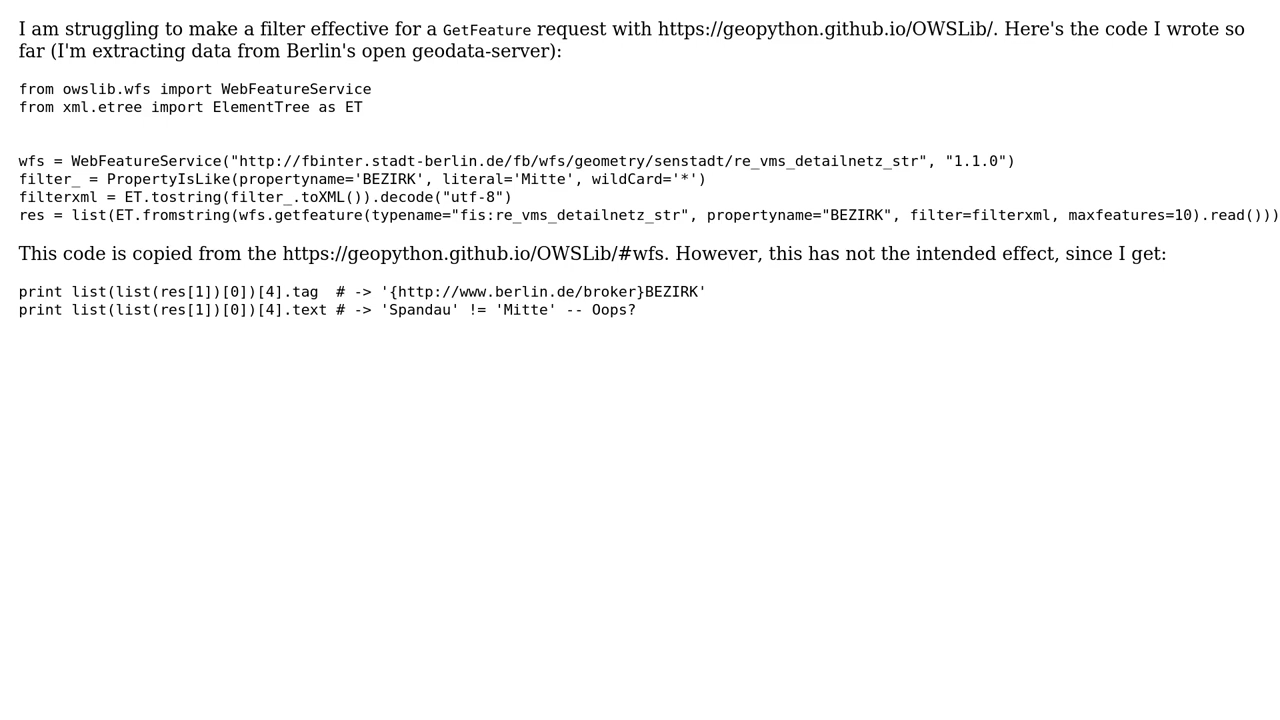 I am struggling to make a filter effective for a GetFeature request with https://geopython.github.io/OWSLib/. Here's the code I wrote so
far (I'm extracting data from Berlin's open geodata-server):
from owslib.wfs import WebFeatureService
from xml.etree import ElementTree as ET
wfs = WebFeatureService("http://fbinter.stadt-berlin.de/fb/wfs/geometry/senstadt/re_vms_detailnetz_str", "1.1.0")
filter_ = PropertyIsLike(propertyname='BEZIRK', literal='Mitte', wildCard='*')
filterxml = ET.tostring(filter_.toXML()).decode("utf-8")
res = list(ET.fromstring(wfs.getfeature(typename="fis:re_vms_detailnetz_str", propertyname="BEZIRK", filter=filterxml, maxfeatures=10).read()))
This code is copied from the https://geopython.github.io/OWSLib/#wfs. However, this has not the intended effect, since I get:
print list(list(res[1])[0])[4].tag  # -> '{http://www.berlin.de/broker}BEZIRK'
print list(list(res[1])[0])[4].text # -> 'Spandau' != 'Mitte' -- Oops?